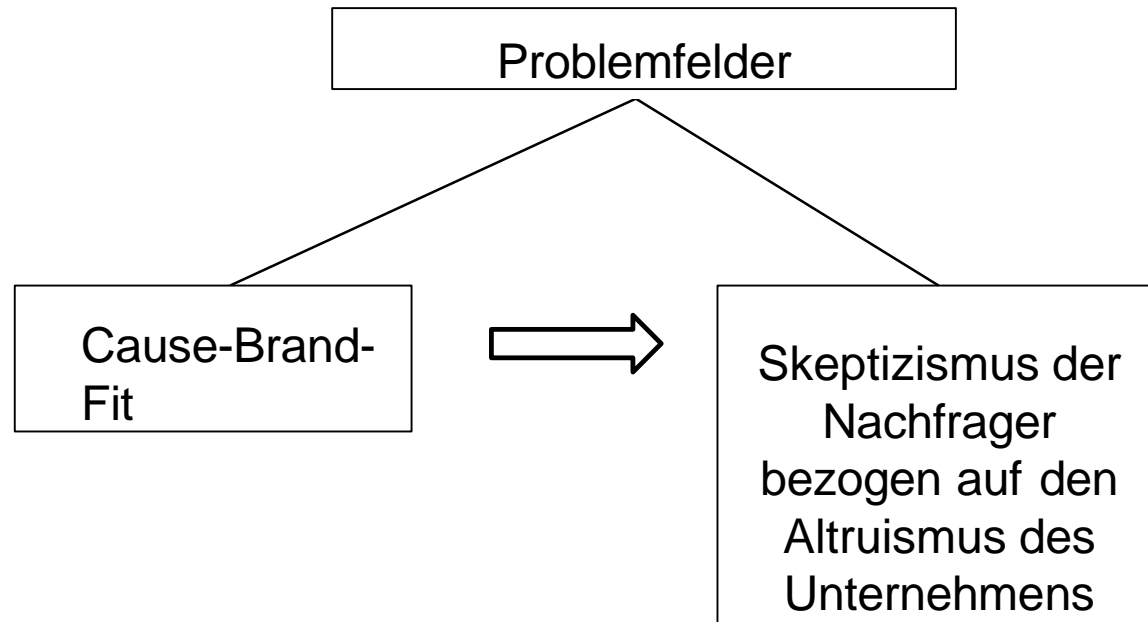 Problemfelder
Cause-Brand-
Fit
Skeptizismus der
Nachfrager
bezogen auf den
Altruismus des
Unternehmens